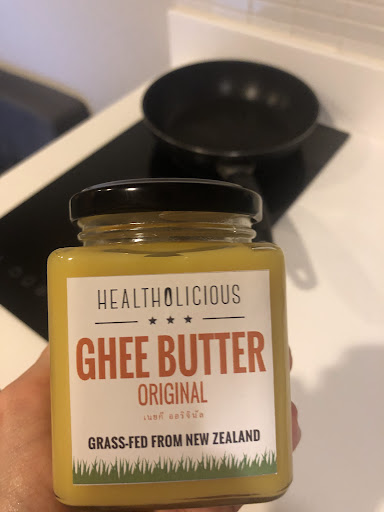 HEALTHOLICIOUS
GHEE BUTTER
ORIGINAL
เนยกี ออริจินัล
GRASS-FED FROM NEW ZEALAND